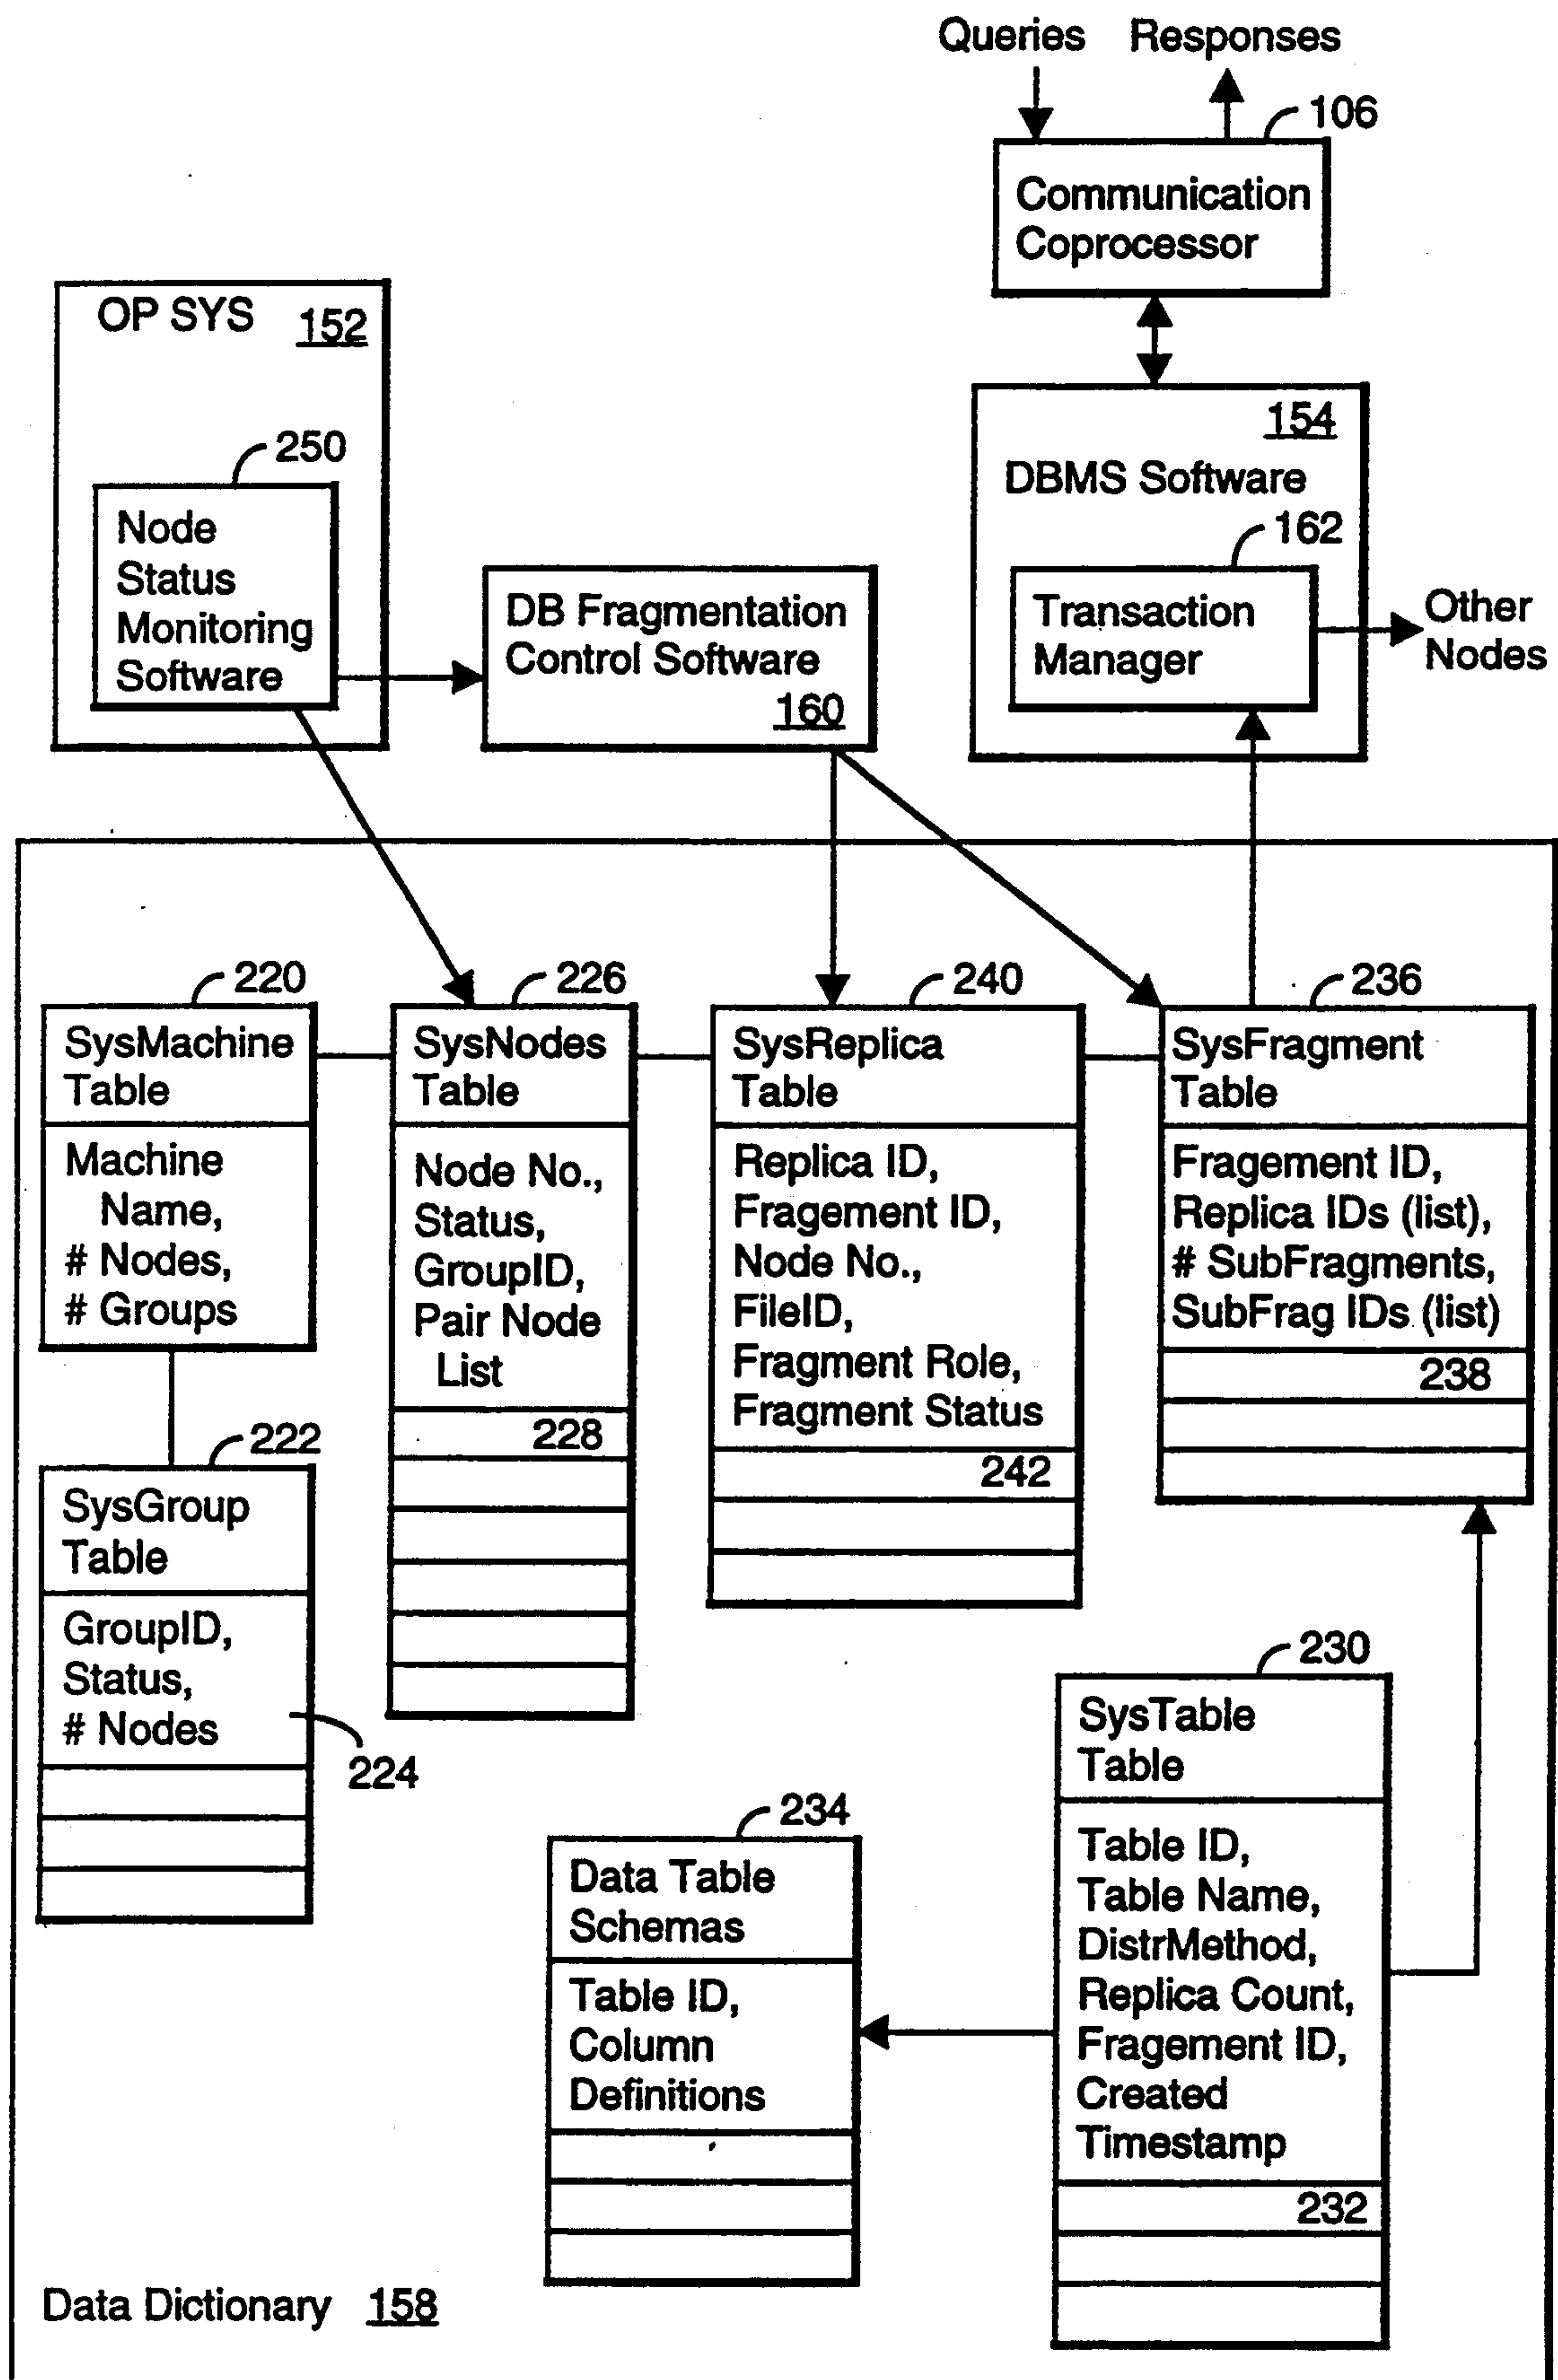 Queries Responses
106
Communication
Coprocessor
OP SYS 152
250
Node
Status
Monitoring
Software
DB Fragmentation
Control Software
160
154
DBMS Software
162
Transaction
Manager
Other
Nodes
220
SysMachine
Table
Machine
Name,
# Nodes,
# Groups
222
SysGroup
Table
GroupID,
Status,
# Nodes
224
226
SysNodes
Table
Node No.,
Status,
GroupID,
Pair Node
List
228
240
SysReplica
Table
Replica ID,
Fragement ID,
Node No.,
FileID,
Fragment Role,
Fragment Status
242
236
SysFragment
Table
Fragement ID,
Replica IDs (list),
# SubFragments,
SubFrag IDs (list)
238
234
Data Table
Schemas
Table ID,
Column
Definitions
230
SysTable
Table
Table ID,
Table Name,
DistrMethod,
Replica Count,
Fragement ID,
Created
Timestamp
232
Data Dictionary 158